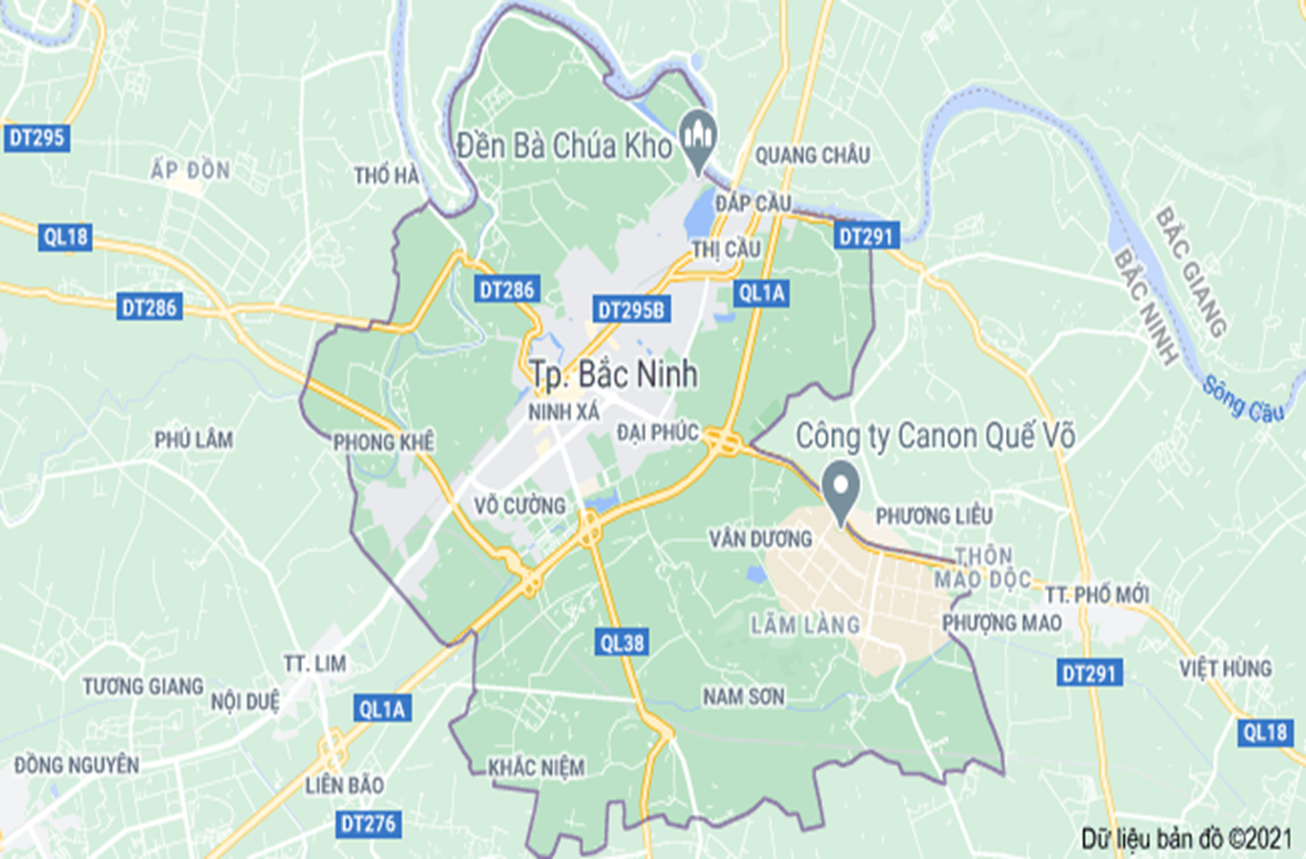 DT295
ẤP ĐỒN
THỔ HÀ
Đền Bà Chúa Kho
QUANG CHÂU
ĐÁP CẦU
QL18
DT291
THỊ CẦU
BẮC GIANG
BẮC NINH
DT286
DT286
DT295B
QL1A
Tp. Bắc Ninh
Sông Cầu
NINH XÁ
PHÚ LÂM
PHONG KHÊ
ĐẠI PHÚC
Công ty Canon Quế Võ
VÕ CƯỜNG
PHƯƠNG LIỄU
VÂN DƯƠNG
THÔN
MAO DỘC
TT. PHỐ MỚI
LÃM LÀNG
PHƯỢNG MAO
QL38
TT. LIM
DT291
VIỆT HÙNG
TƯƠNG GIANG
NỘI DUỆ
QL1A
NAM SƠN
QL18
ĐỒNG NGUYÊN
KHẮC NIỆM
LIÊN BÃO
DT276
Dữ liệu bản đồ ©2021